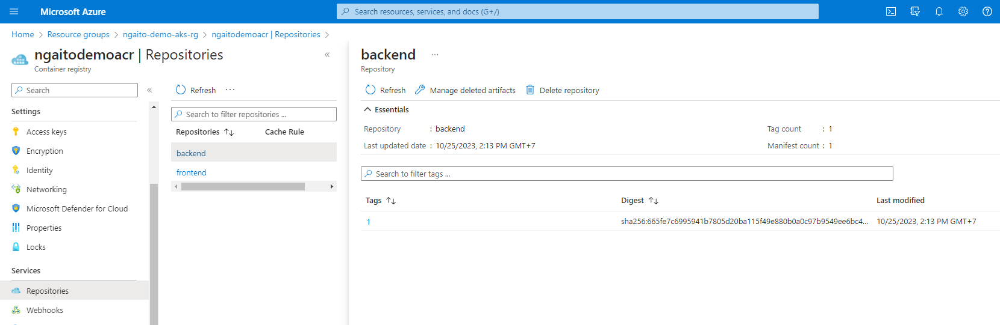 Microsoft Azure
Search resources, services, and docs (G+/)
Home > Resource groups > ngaito-demo-aks-rg > ngaitodemoacr | Repositories >
ngaitodemoacr | Repositories
Container registry
Search
Settings
Access keys
Encryption
Identity
Networking
Microsoft Defender for Cloud
Properties
Locks
Services
Repositories
Webhooks
Refresh ...
Search to filter repositories ...
Repositories Cache Rule
backend
frontend
backend ...
Repository
Refresh Manage deleted artifacts Delete repository
Essentials
Repository : backend Tag count : 1
Last updated date : 10/25/2023, 2:13 PM GMT+7 Manifest count : 1
Search to filter tags ...
Tags Digest Last modified
1 sha256:665fe7c6995941b7805d20ba115f49e880b0a0c97b9549ee6bc4... 10/25/2023, 2:13 PM GMT+7